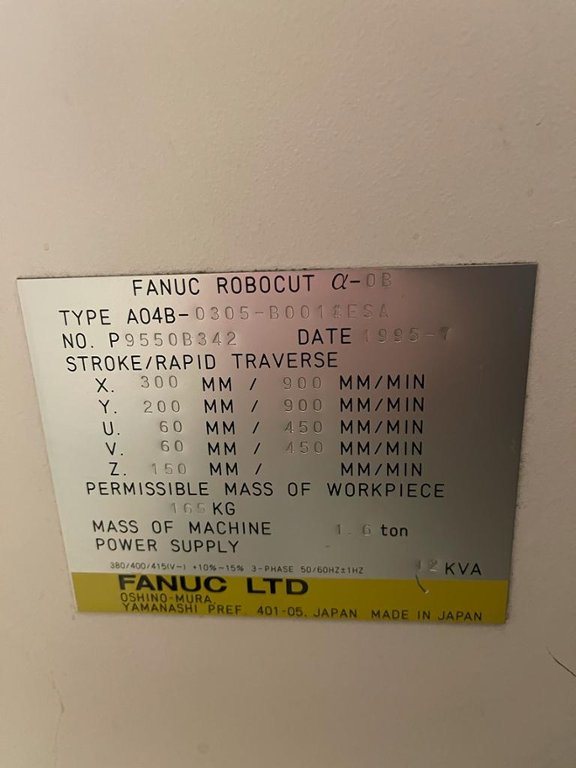 FANUC ROBOCUT α-0B
TYPE A04B-0305-B001#ESA
NO. P9550B342 DATE 1995-7
STROKE/RAPID TRAVERSE
X. 300 MM / 900 MM/MIN
Y. 200 MM / 900 MM/MIN
U. 60 MM / 450 MM/MIN
V. 60 MM / 450 MM/MIN
Z. 150 MM / MM/MIN
PERMISSIBLE MASS OF WORKPIECE
165 KG
MASS OF MACHINE 1.6 ton
POWER SUPPLY
380/400/415(V~) +10%-15% 3-PHASE 50/60HZ±1HZ 12 KVA
FANUC LTD
OSHINO-MURA,
YAMANASHI PREF. 401-05, JAPAN MADE IN JAPAN